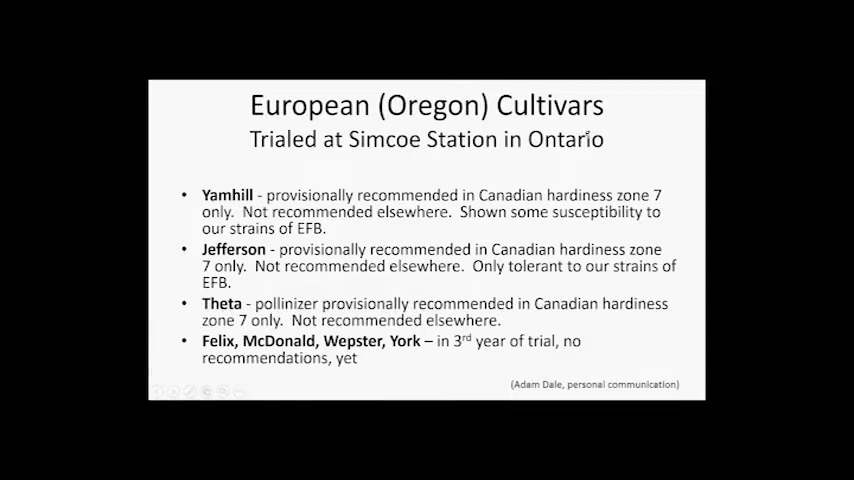 European (Oregon) Cultivars
Trialed at Simcoe Station in Ontario
• Yamhill - provisionally recommended in Canadian hardiness zone 7
only. Not recommended elsewhere. Shown some susceptibility to
our strains of EFB.
• Jefferson - provisionally recommended in Canadian hardiness zone
7 only. Not recommended elsewhere. Only tolerant to our strains of
EFB.
• Theta - pollinizer provisionally recommended in Canadian hardiness
zone 7 only. Not recommended elsewhere.
• Felix, McDonald, Wepster, York – in 3rd year of trial, no
recommendations, yet
(Adam Dale, personal communication)